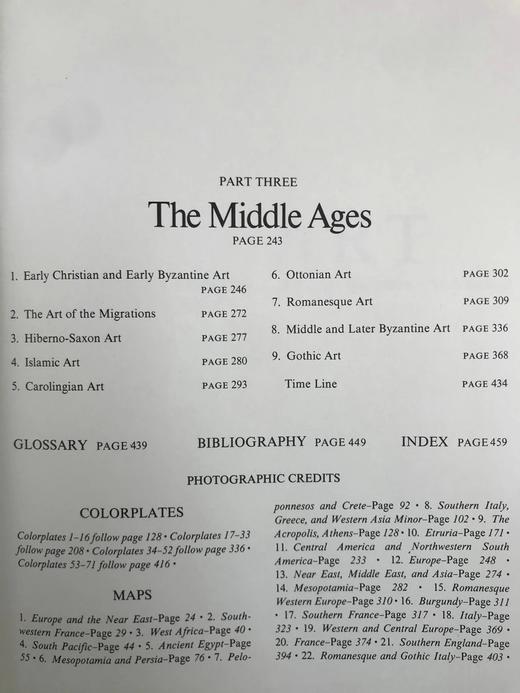 PART THREE
The Middle Ages
PAGE 243
1. Early Christian and Early Byzantine Art
PAGE 246
2. The Art of the Migrations PAGE 272
3. Hiberno-Saxon Art PAGE 277
4. Islamic Art PAGE 280
5. Carolingian Art PAGE 293
6. Ottonian Art PAGE 302
7. Romanesque Art PAGE 309
8. Middle and Later Byzantine Art PAGE 336
9. Gothic Art PAGE 368
Time Line PAGE 434
GLOSSARY PAGE 439 BIBLIOGRAPHY PAGE 449 INDEX PAGE 459
PHOTOGRAPHIC CREDITS
COLORPLATES
Colorplates 1–16 follow page 128 • Colorplates 17–33
follow page 208 • Colorplates 34–52 follow page 336 •
Colorplates 53–71 follow page 416 •
MAPS
1. Europe and the Near East–Page 24 • 2. South-
western France–Page 29 • 3. West Africa–Page 40 •
4. South Pacific–Page 44 • 5. Ancient Egypt–Page
55 • 6. Mesopotamia and Persia–Page 76 • 7. Pelo-
ponnesos and Crete–Page 92 • 8. Southern Italy,
Greece, and Western Asia Minor–Page 102 • 9. The
Acropolis, Athens–Page 128 • 10. Etruria–Page 171 •
11. Central America and Northwestern South
America–Page 233 • 12. Europe–Page 248 •
13. Near East, Middle East, and Asia–Page 274 •
14. Mesopotamia–Page 282 • 15. Romanesque
Western Europe–Page 310 • 16. Burgundy–Page 311
• 17. Southern France–Page 317 • 18. Italy–Page
323 • 19. Western and Central Europe–Page 369 •
20. France–Page 374 • 21. Southern England–Page
394 • 22. Romanesque and Gothic Italy–Page 403 •